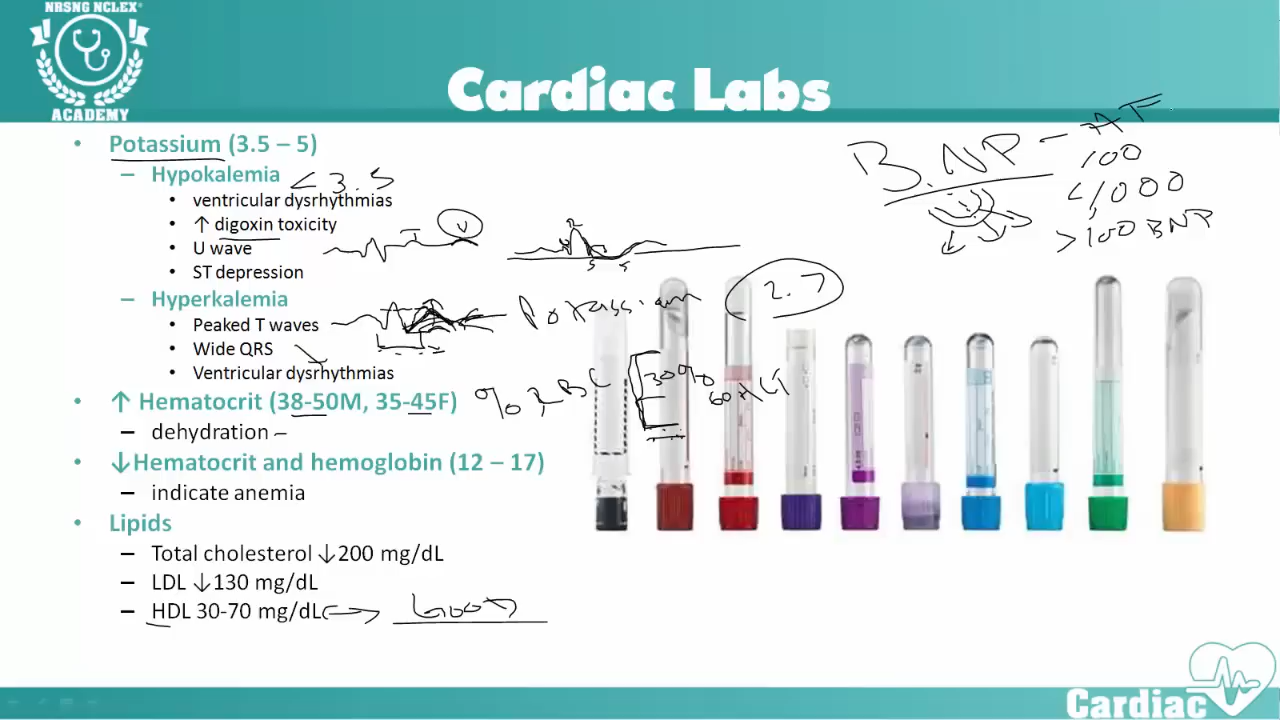 NRSNG NCLEX®
ACADEMY
Cardiac Labs
• Potassium (3.5 – 5)
– Hypokalemia < 3.5
• ventricular dysrhythmias
• ↑ digoxin toxicity
• U wave
• ST depression
– Hyperkalemia
• Peaked T waves
• Wide QRS
• Ventricular dysrhythmias
• ↑ Hematocrit (38-50M, 35-45F)
– dehydration
• ↓Hematocrit and hemoglobin (12 – 17)
– indicate anemia
• Lipids
– Total cholesterol ↓200 mg/dL
– LDL ↓130 mg/dL
– HDL 30-70 mg/dL
Good
Potassium
2.7
% RBC
30%
B.NP –
100
<1000
>100 BNP
Cardiac